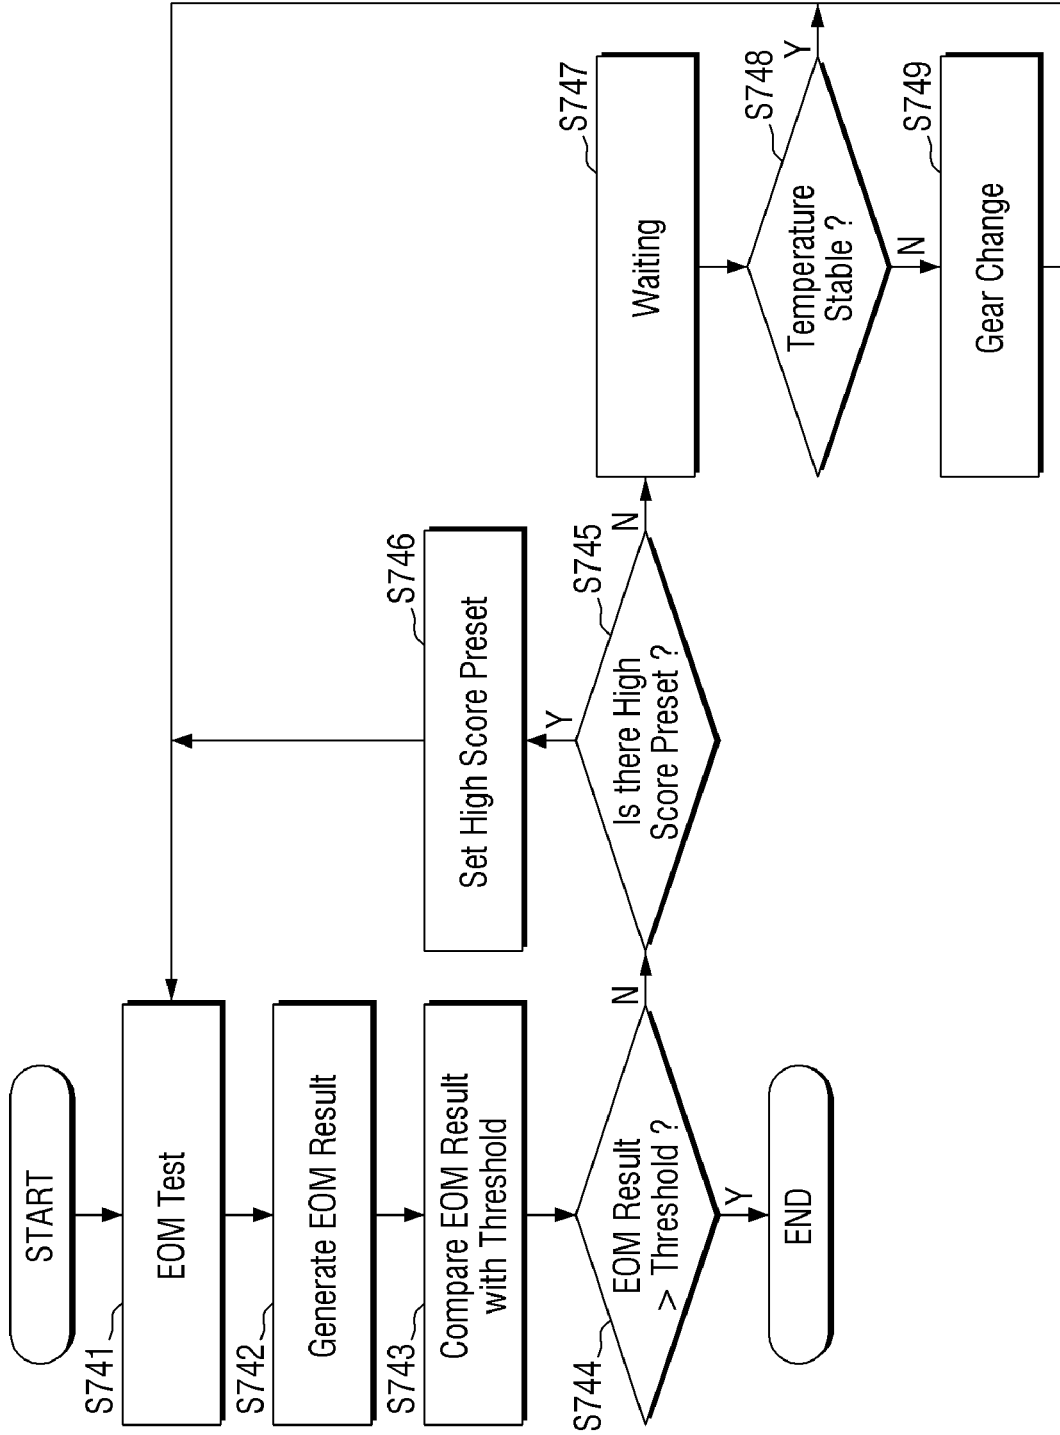 START
S741
EOM Test
S742
Generate EOM Result
S743
Compare EOM Result
with Threshold
S744
EOM Result
> Threshold ?
Y
END
N
S745
Is there High
Score Preset ?
Y
S746
Set High Score Preset
N
S747
Waiting
S748
Temperature
Stable ?
Y
N
S749
Gear Change